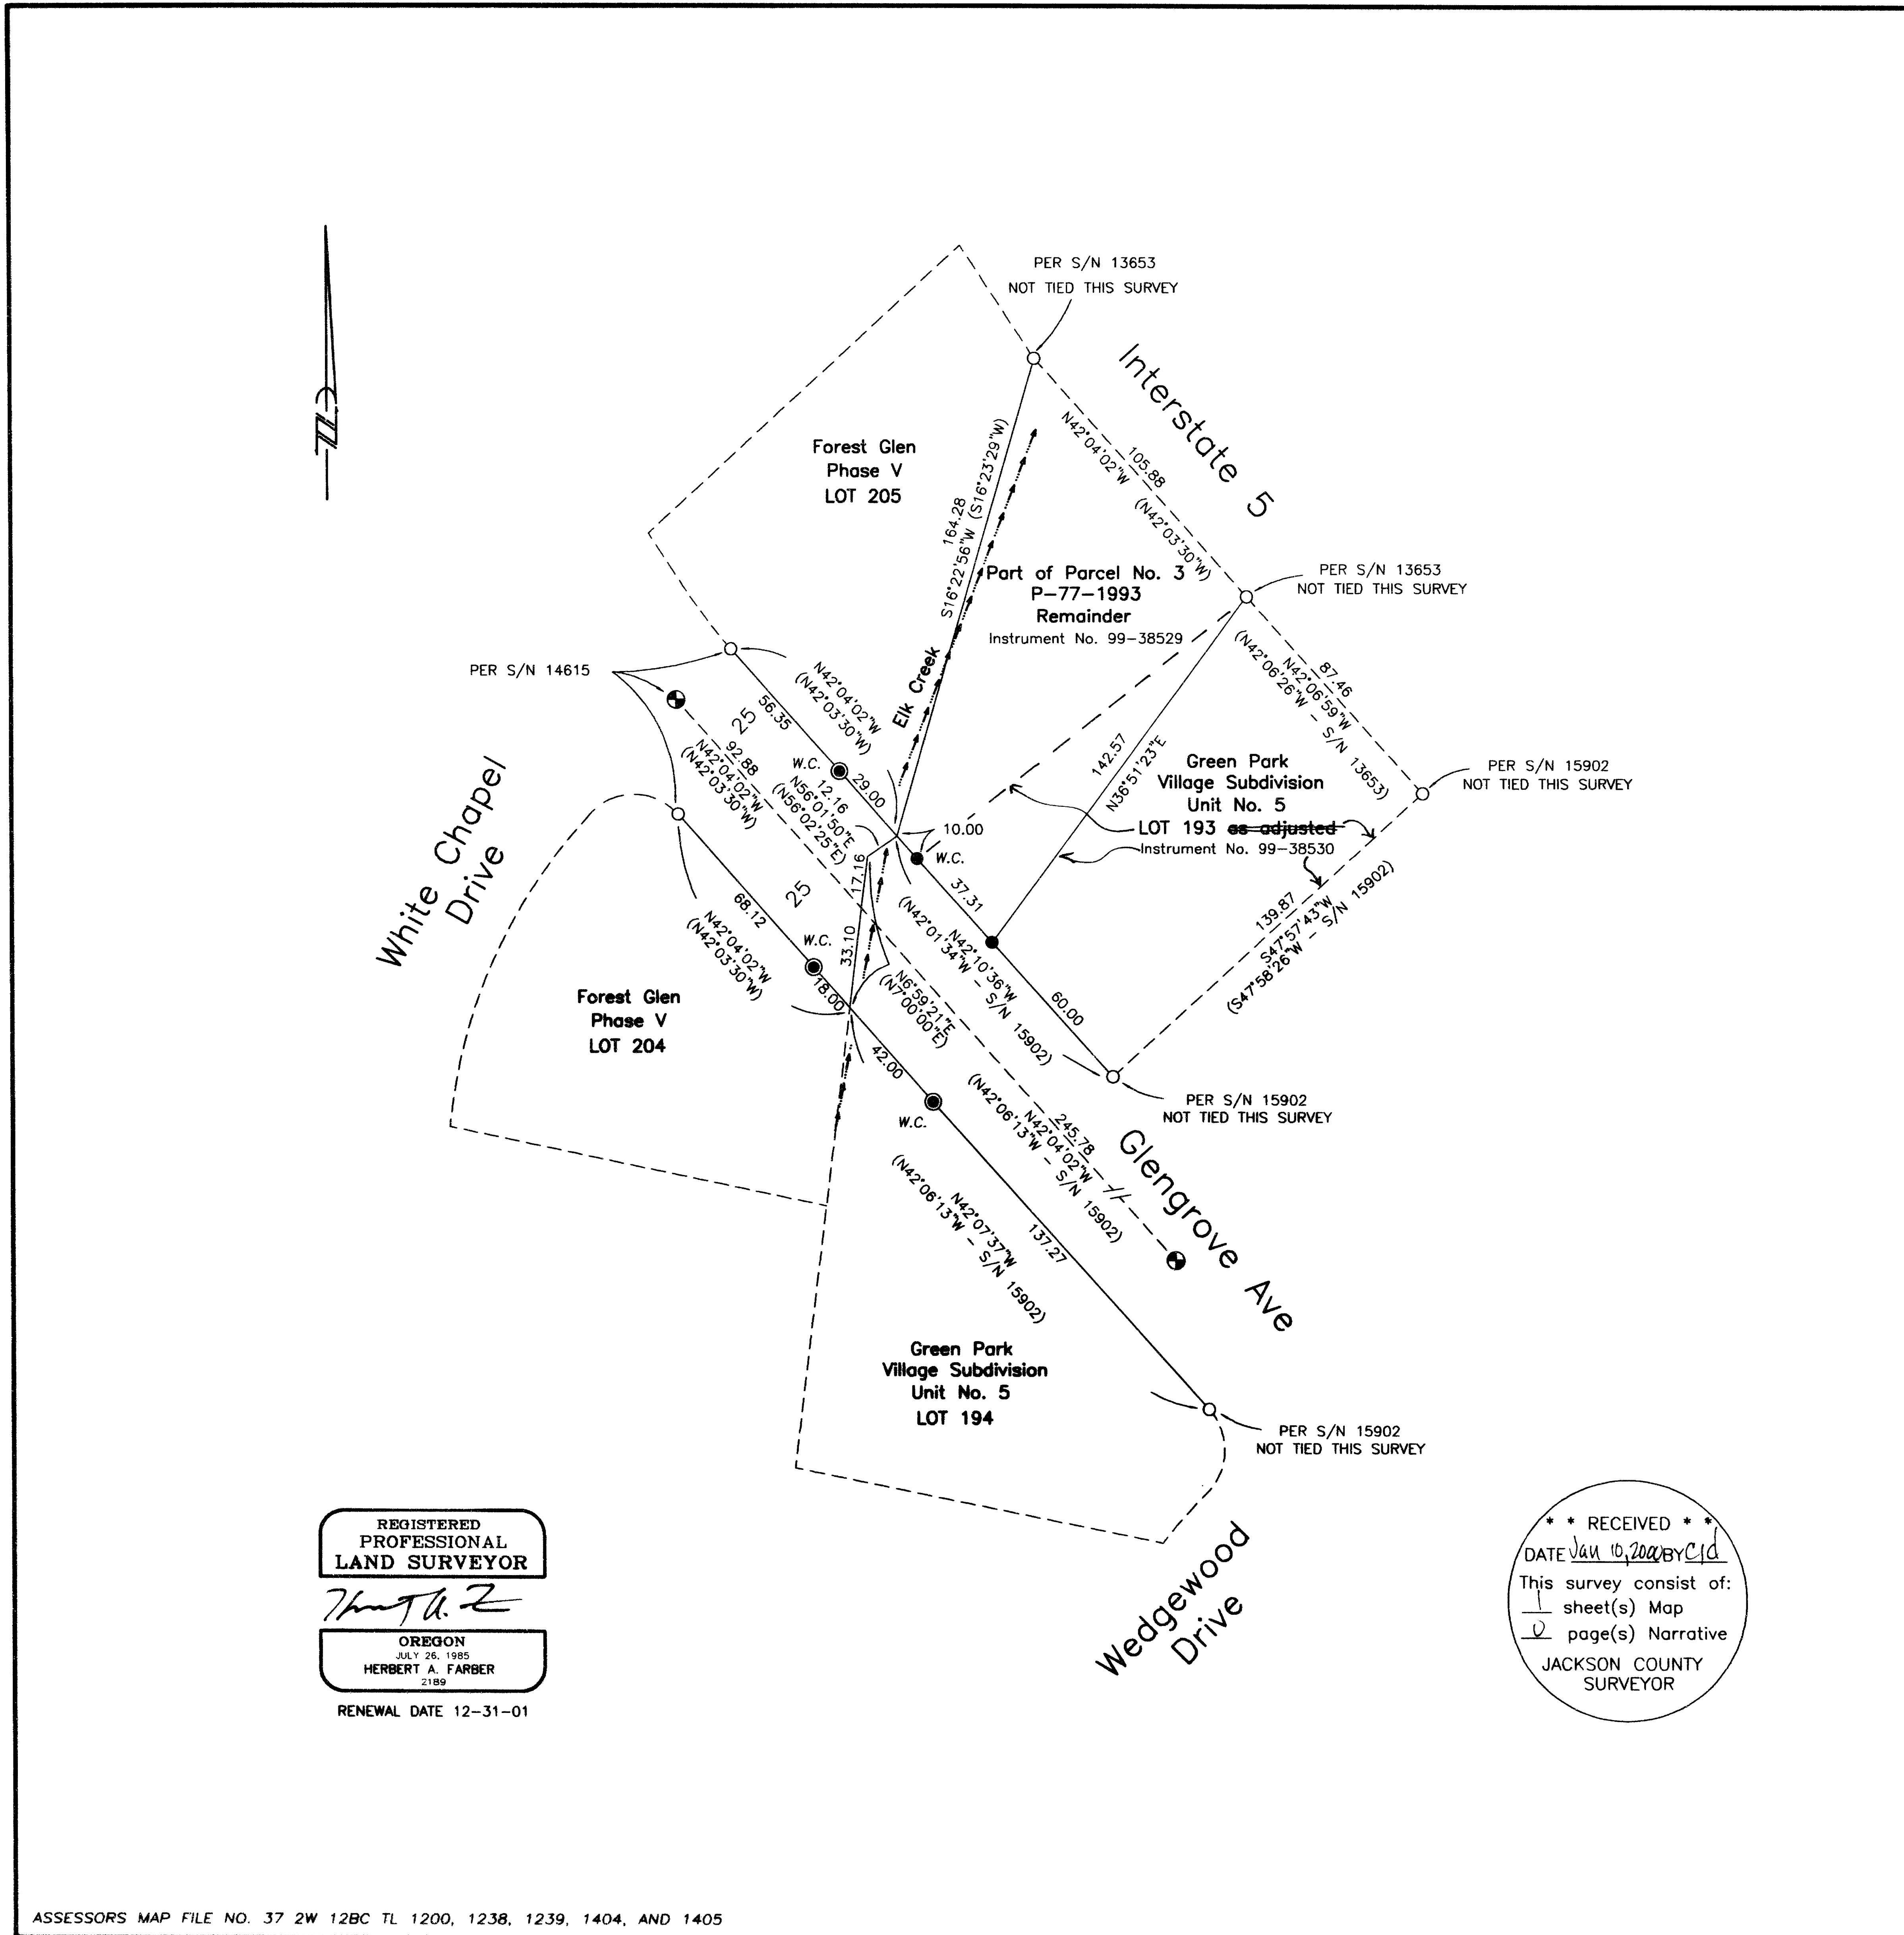 PER S/N 13653
NOT TIED THIS SURVEY
Interstate 5
N42°04'02"W
105.88
(N42°03'30"W)
Forest Glen
Phase V
LOT 205
164.28
S16°22'56"W (S16°23'29"W)
Part of Parcel No. 3
P-77-1993
Remainder
Instrument No. 99-38529
PER S/N 13653
NOT TIED THIS SURVEY
87.46
N42°06'59"W
(N42°06'26"W - S/N 13653)
Elk Creek
PER S/N 14615
N42°04'02"W
(N42°03'30"W)
56.35
25
92.88
N42°04'02"W
(N42°03'30"W)
W.C.
29.00
12.16
N56°01'50"E
(N56°02'25"E)
10.00
W.C.
142.57
N36°51'23"E
Green Park
Village Subdivision
Unit No. 5
LOT 193 as adjusted
Instrument No. 99-38530
PER S/N 15902
NOT TIED THIS SURVEY
139.87
S47°57'43"W
(S47°58'26"W - S/N 15902)
White Chapel
Drive
68.12
N42°04'02"W
(N42°03'30"W)
25
17.16
33.10
W.C.
18.00
37.31
N42°10'36"W
(N42°01'34"W - S/N 15902)
60.00
N6°59'21"E
(N7°00'00"E)
Forest Glen
Phase V
LOT 204
42.00
W.C.
PER S/N 15902
NOT TIED THIS SURVEY
245.78
N42°04'02"W
(N42°06'13"W - S/N 15902)
Glengrove Ave
N42°07'37"W
(N42°06'13"W - S/N 15902)
137.27
Green Park
Village Subdivision
Unit No. 5
LOT 194
PER S/N 15902
NOT TIED THIS SURVEY
Wedgewood
Drive
REGISTERED
PROFESSIONAL
LAND SURVEYOR
OREGON
JULY 26, 1985
HERBERT A. FARBER
2189
RENEWAL DATE 12-31-01
* * RECEIVED * *
DATE Jan 10, 2000 BY Cld
This survey consist of:
1 sheet(s) Map
0 page(s) Narrative
JACKSON COUNTY
SURVEYOR
ASSESSORS MAP FILE NO. 37 2W 12BC TL 1200, 1238, 1239, 1404, AND 1405